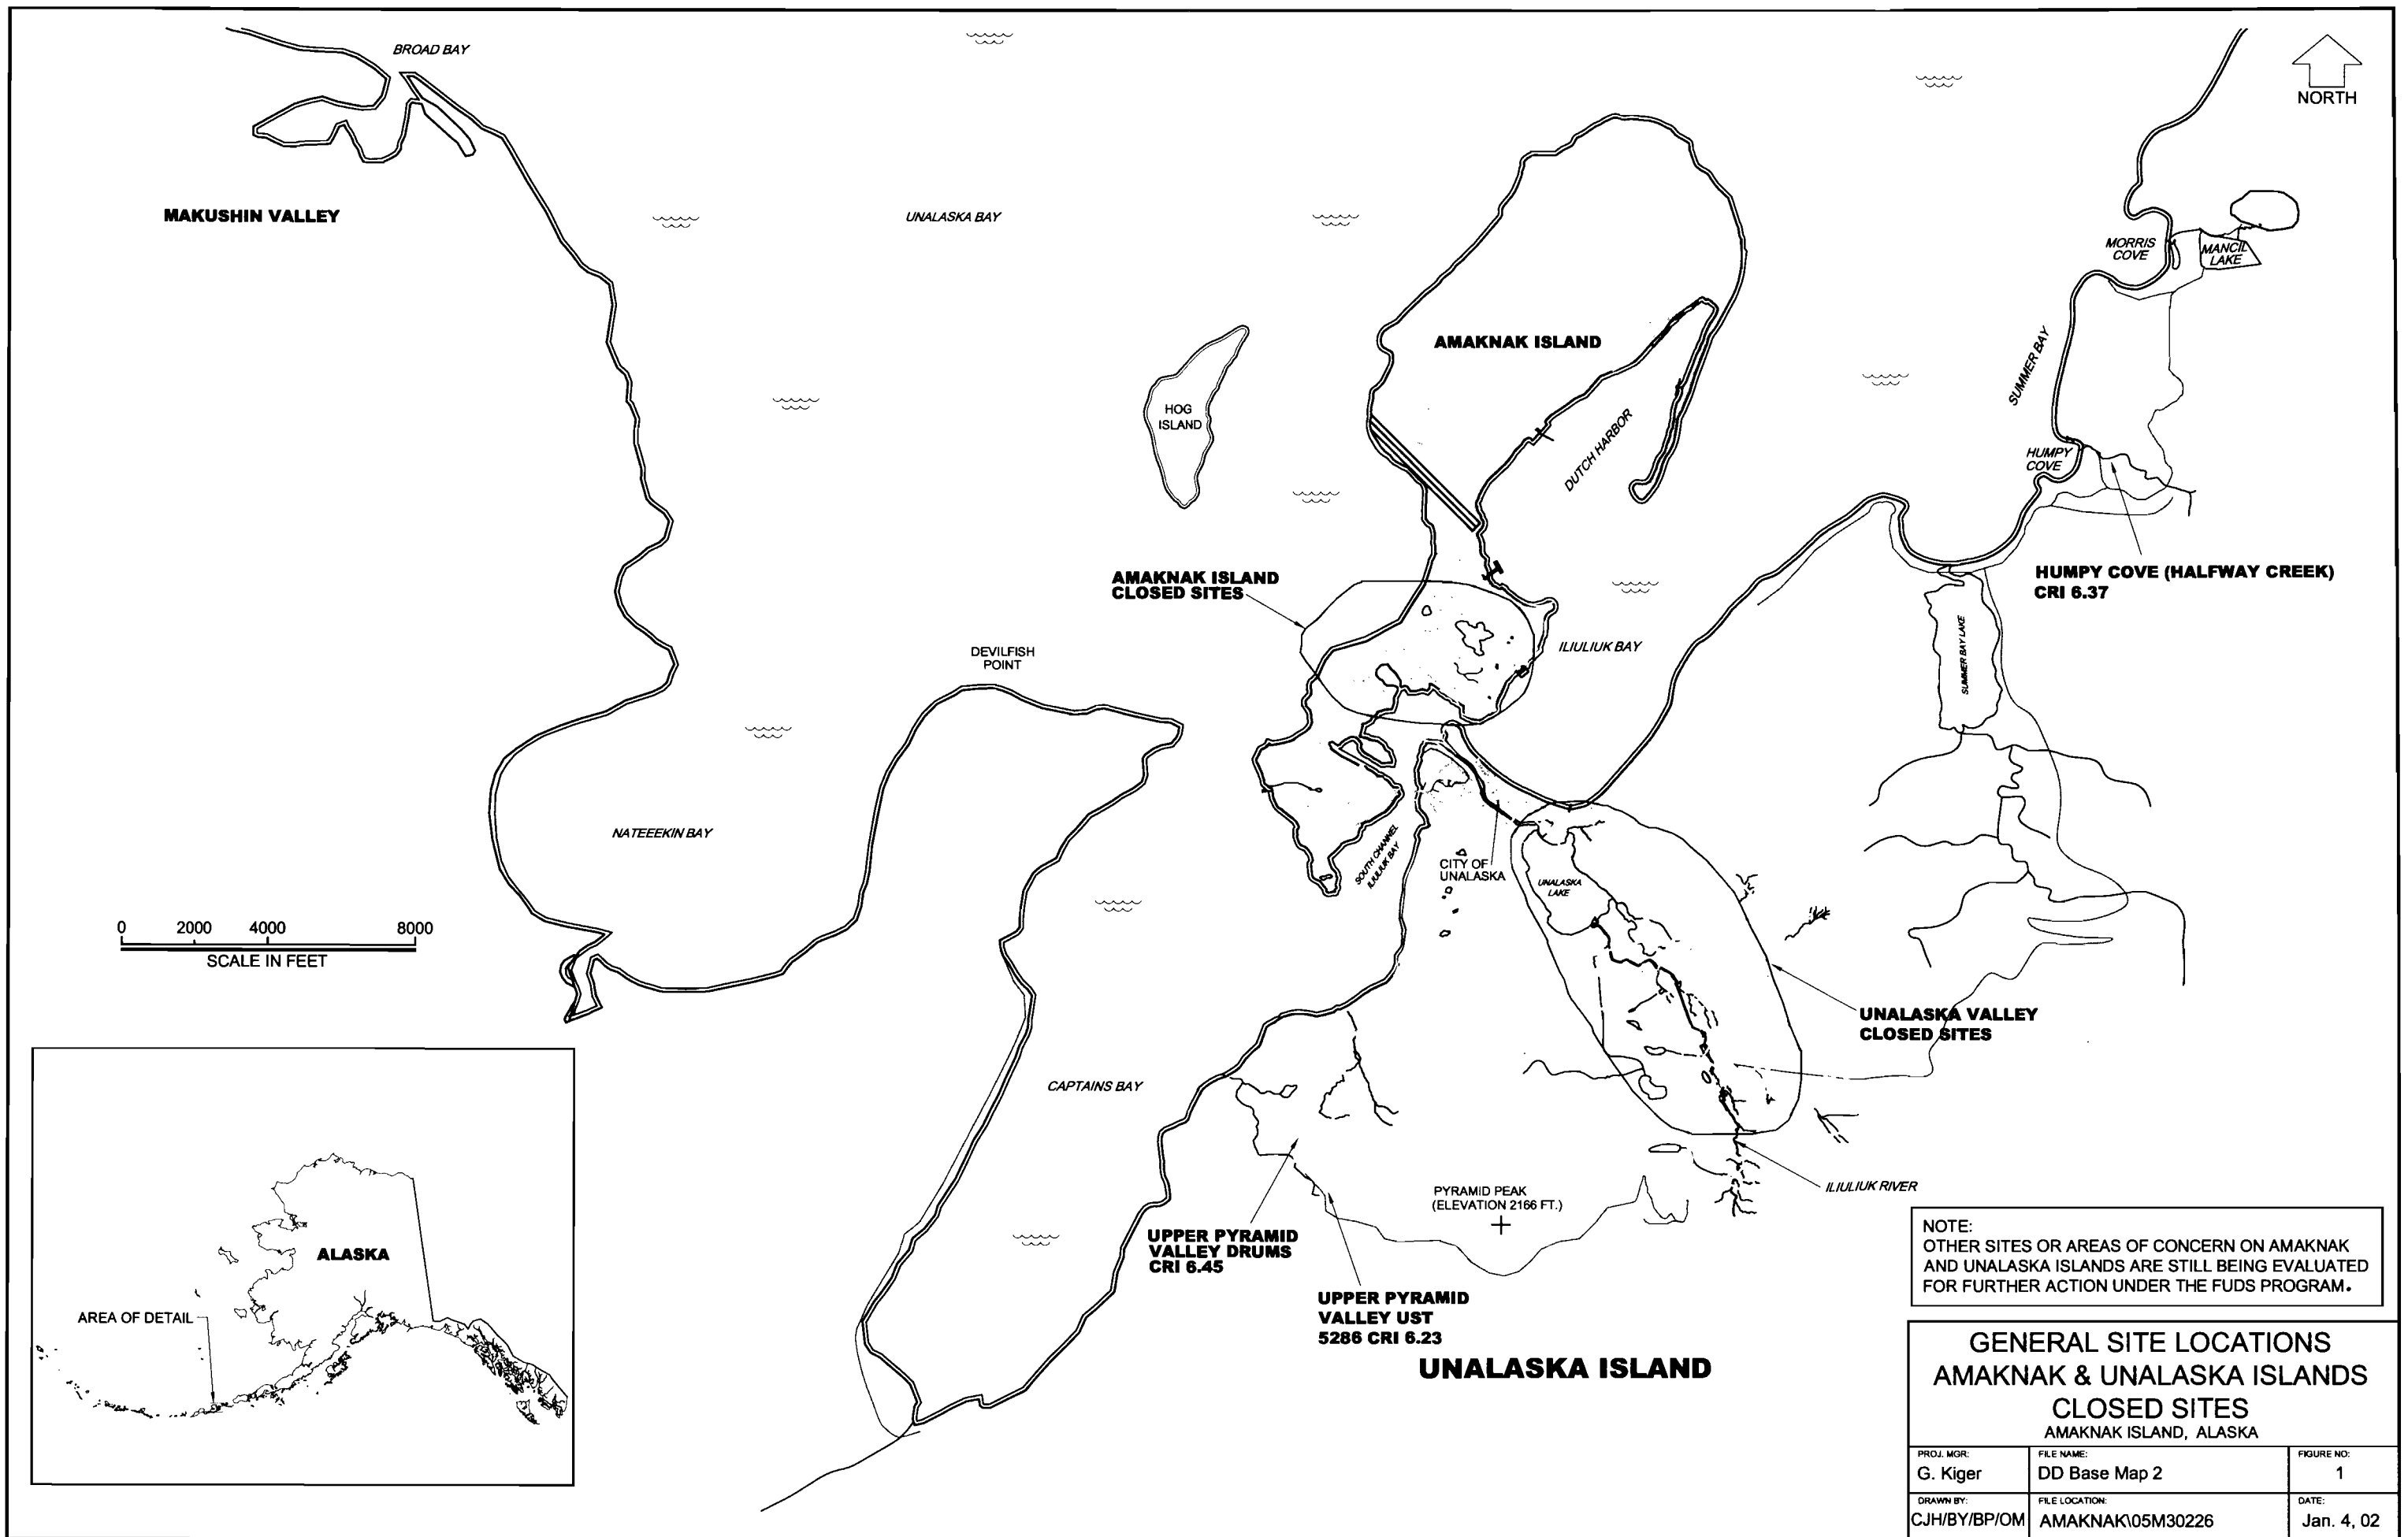 BROAD BAY
NORTH
MAKUSHIN VALLEY
UNALASKA BAY
MORRIS
COVE
MANCIL
LAKE
AMAKNAK ISLAND
SUMMER BAY
HOG
ISLAND
DUTCH HARBOR
HUMPY
COVE
AMAKNAK ISLAND
CLOSED SITES
HUMPY COVE (HALFWAY CREEK)
CRI 6.37
DEVILFISH
POINT
ILIULIUK BAY
SUMMER BAY LAKE
NATEEEKIN BAY
SOUTH CHANNEL
ILIULIUK BAY
CITY OF
UNALASKA
UNALASKA
LAKE
0 2000 4000 8000
SCALE IN FEET
UNALASKA VALLEY
CLOSED SITES
CAPTAINS BAY
PYRAMID PEAK
(ELEVATION 2166 FT.)
ILIULIUK RIVER
UPPER PYRAMID
VALLEY DRUMS
CRI 6.45
UPPER PYRAMID
VALLEY UST
5286 CRI 6.23
UNALASKA ISLAND
ALASKA
AREA OF DETAIL
NOTE:
OTHER SITES OR AREAS OF CONCERN ON AMAKNAK
AND UNALASKA ISLANDS ARE STILL BEING EVALUATED
FOR FURTHER ACTION UNDER THE FUDS PROGRAM.
GENERAL SITE LOCATIONS
AMAKNAK & UNALASKA ISLANDS
CLOSED SITES
AMAKNAK ISLAND, ALASKA
PROJ. MGR:
G. Kiger
FILE NAME:
DD Base Map 2
FIGURE NO:
1
DRAWN BY:
CJH/BY/BP/OM
FILE LOCATION:
AMAKNAK\05M30226
DATE:
Jan. 4, 02